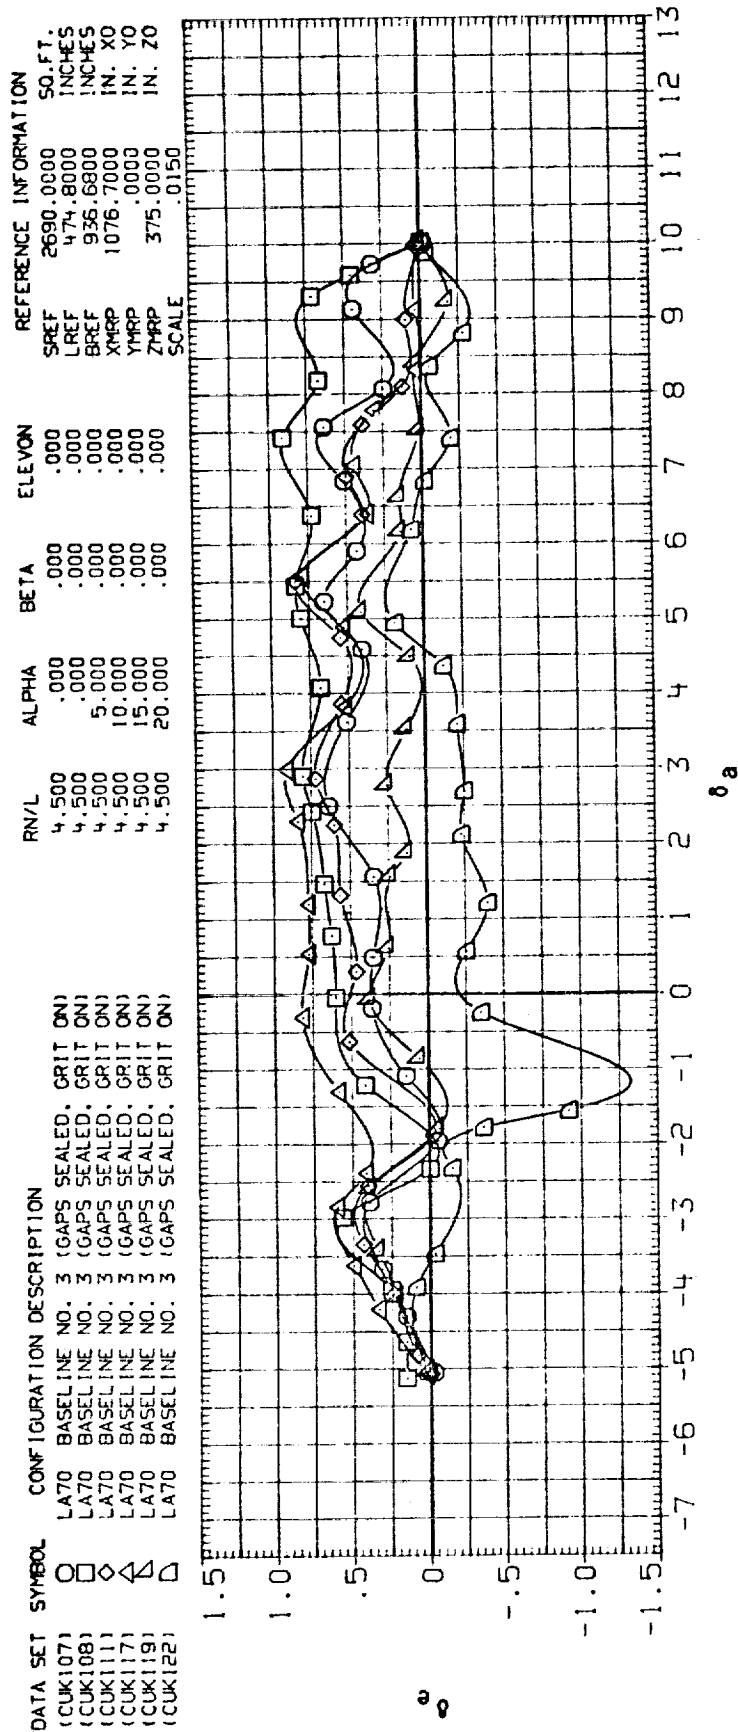 DATA SET SYMBOL CONFIGURATION DESCRIPTION RN/L ALPHA BETA ELEVON REFERENCE INFORMATION
(CUK107) LA70 BASELINE NO. 3 (GAPS SEALED, GRIT ON) 4.500 .000 .000 .000 SREF 2690.0000 SQ.FT.
(CUK108) LA70 BASELINE NO. 3 (GAPS SEALED, GRIT ON) 4.500 .000 .000 .000 LREF 474.8000 INCHES
(CUK111) LA70 BASELINE NO. 3 (GAPS SEALED, GRIT ON) 4.500 5.000 .000 .000 BREF 936.6800 INCHES
(CUK117) LA70 BASELINE NO. 3 (GAPS SEALED, GRIT ON) 4.500 10.000 .000 .000 XMRP 1076.7000 IN. XO
(CUK119) LA70 BASELINE NO. 3 (GAPS SEALED, GRIT ON) 4.500 15.000 .000 .000 YMRP .0000 IN. YO
(CUK122) LA70 BASELINE NO. 3 (GAPS SEALED, GRIT ON) 4.500 20.000 .000 .000 ZMRP 375.0000 IN. ZO
SCALE .0150
1.5
1.0
.5
0
-.5
-1.0
-1.5
δe
-7 -6 -5 -4 -3 -2 -1 0 1 2 3 4 5 6 7 8 9 10 11 12 13
δa